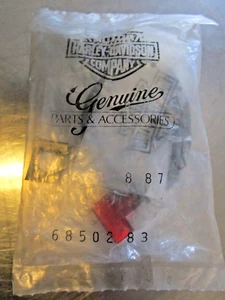 HARLEY-DAVIDSON
COMPANY
Genuine
PARTS & ACCESSORIES
8 87
68502 83